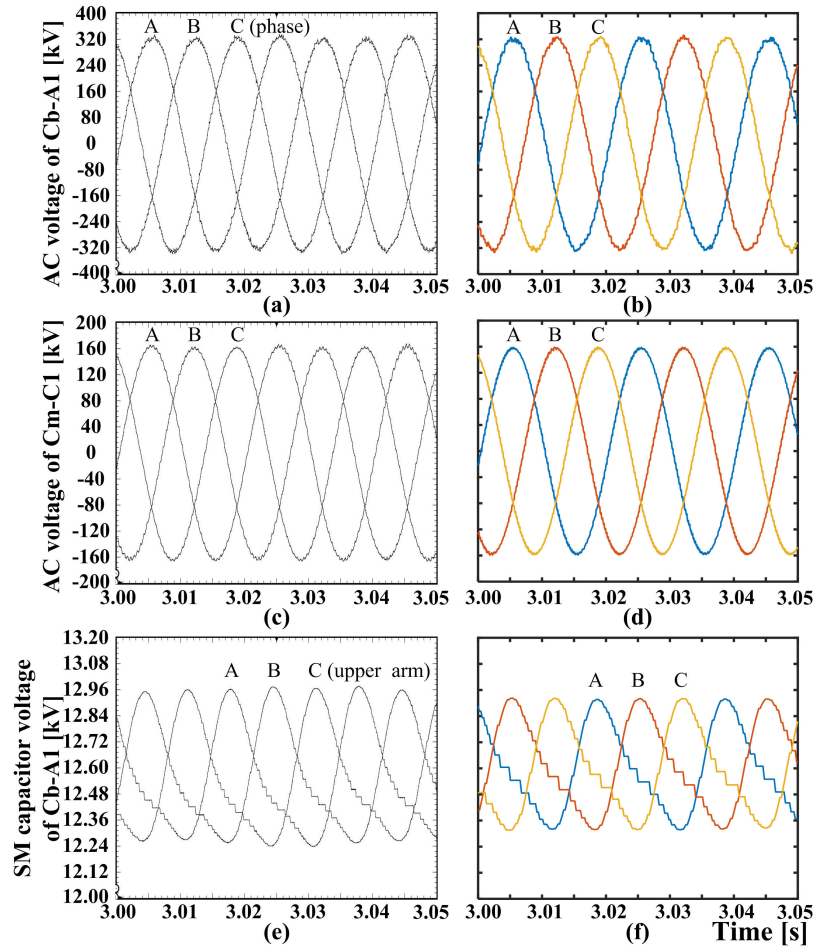 AC voltage of Cb-A1 [kV]
400
320
240
160
80
0
-80
-160
-240
-320
-400
A B C (phase)
3.00 3.01 3.02 3.03 3.04 3.05
(a)
A B C
3.00 3.01 3.02 3.03 3.04 3.05
(b)
AC voltage of Cm-C1 [kV]
200
160
120
80
40
0
-40
-80
-120
-160
-200
A B C
3.00 3.01 3.02 3.03 3.04 3.05
(c)
A B C
3.00 3.01 3.02 3.03 3.04 3.05
(d)
SM capacitor voltage
of Cb-A1 [kV]
13.20
13.08
12.96
12.84
12.72
12.60
12.48
12.36
12.24
12.12
12.00
A B C (upper arm)
3.00 3.01 3.02 3.03 3.04 3.05
(e)
A B C
3.00 3.01 3.02 3.03 3.04 3.05
(f) Time [s]